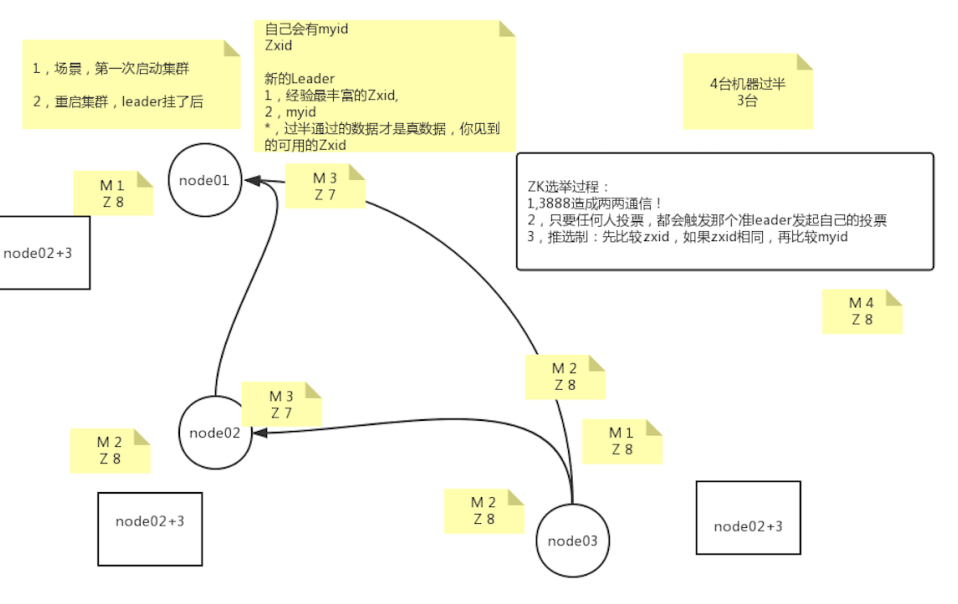 1，场景，第一次启动集群
2，重启集群，leader挂了后
自己会有myid
Zxid
新的Leader
1，经验最丰富的Zxid,
2，myid
*，过半通过的数据才是真数据，你见到
的可用的Zxid
4台机器过半
3台
ZK选举过程：
1,3888造成两两通信！
2，只要任何人投票，都会触发那个准leader发起自己的投票
3，推选制：先比较zxid，如果zxid相同，再比较myid
M 1
Z 8
node01
M 3
Z 7
node02+3
M 4
Z 8
M 2
Z 8
M 3
Z 7
node02
M 2
Z 8
M 1
Z 8
node02+3
M 2
Z 8
node03
node02+3